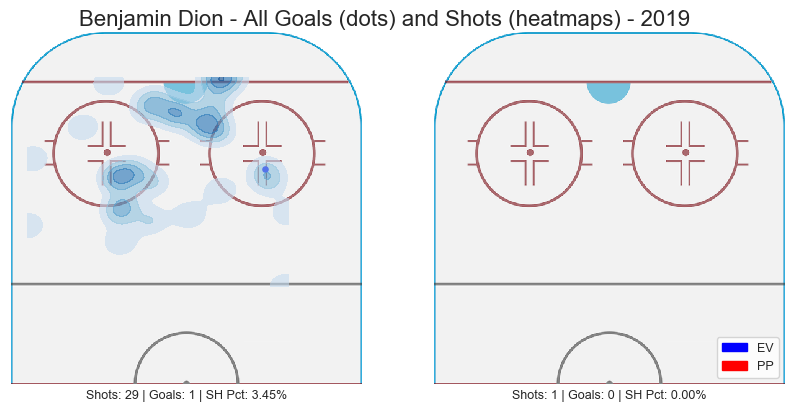 Benjamin Dion - All Goals (dots) and Shots (heatmaps) - 2019
EV
PP
Shots: 29 | Goals: 1 | SH Pct: 3.45%
Shots: 1 | Goals: 0 | SH Pct: 0.00%